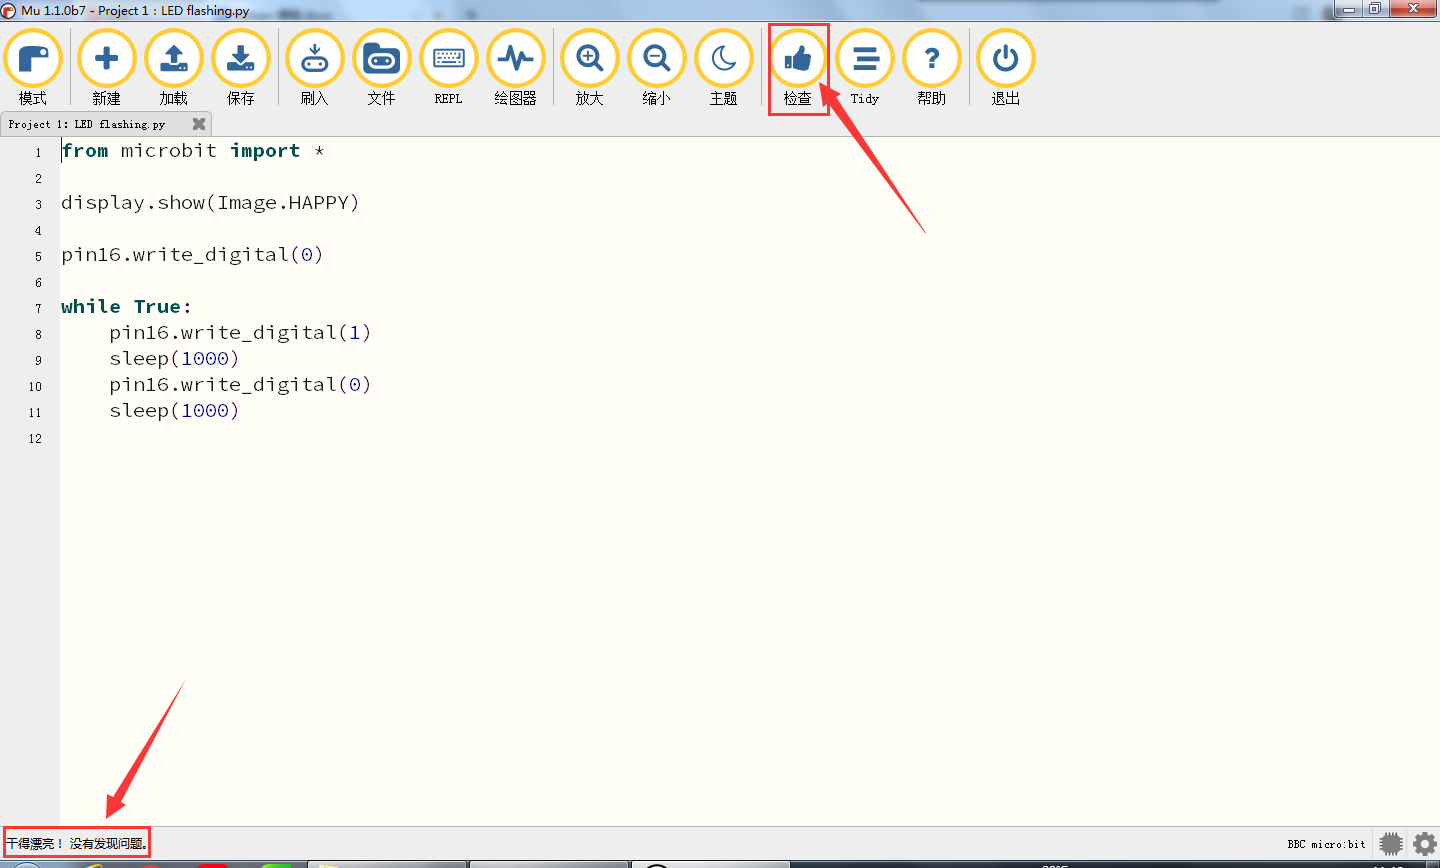 Mu 1.1.0b7 - Project 1 : LED flashing.py
模式 新建 加载 保存 刷入 文件 REPL 绘图器 放大 缩小 主题 检查 Tidy 帮助 退出
Project 1: LED flashing.py
1 from microbit import *
2
3 display.show(Image.HAPPY)
4
5 pin16.write_digital(0)
6
7 while True:
8     pin16.write_digital(1)
9     sleep(1000)
10     pin16.write_digital(0)
11     sleep(1000)
12
干得漂亮！ 没有发现问题。
BBC micro:bit